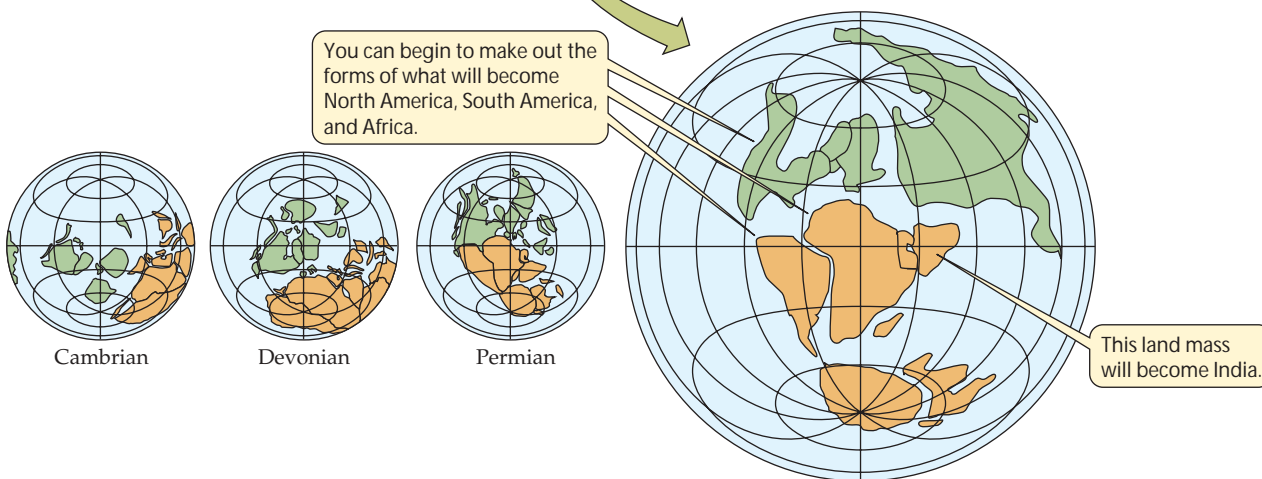 You can begin to make out the
forms of what will become
North America, South America,
and Africa.
Cambrian
Devonian
Permian
This land mass
will become India.